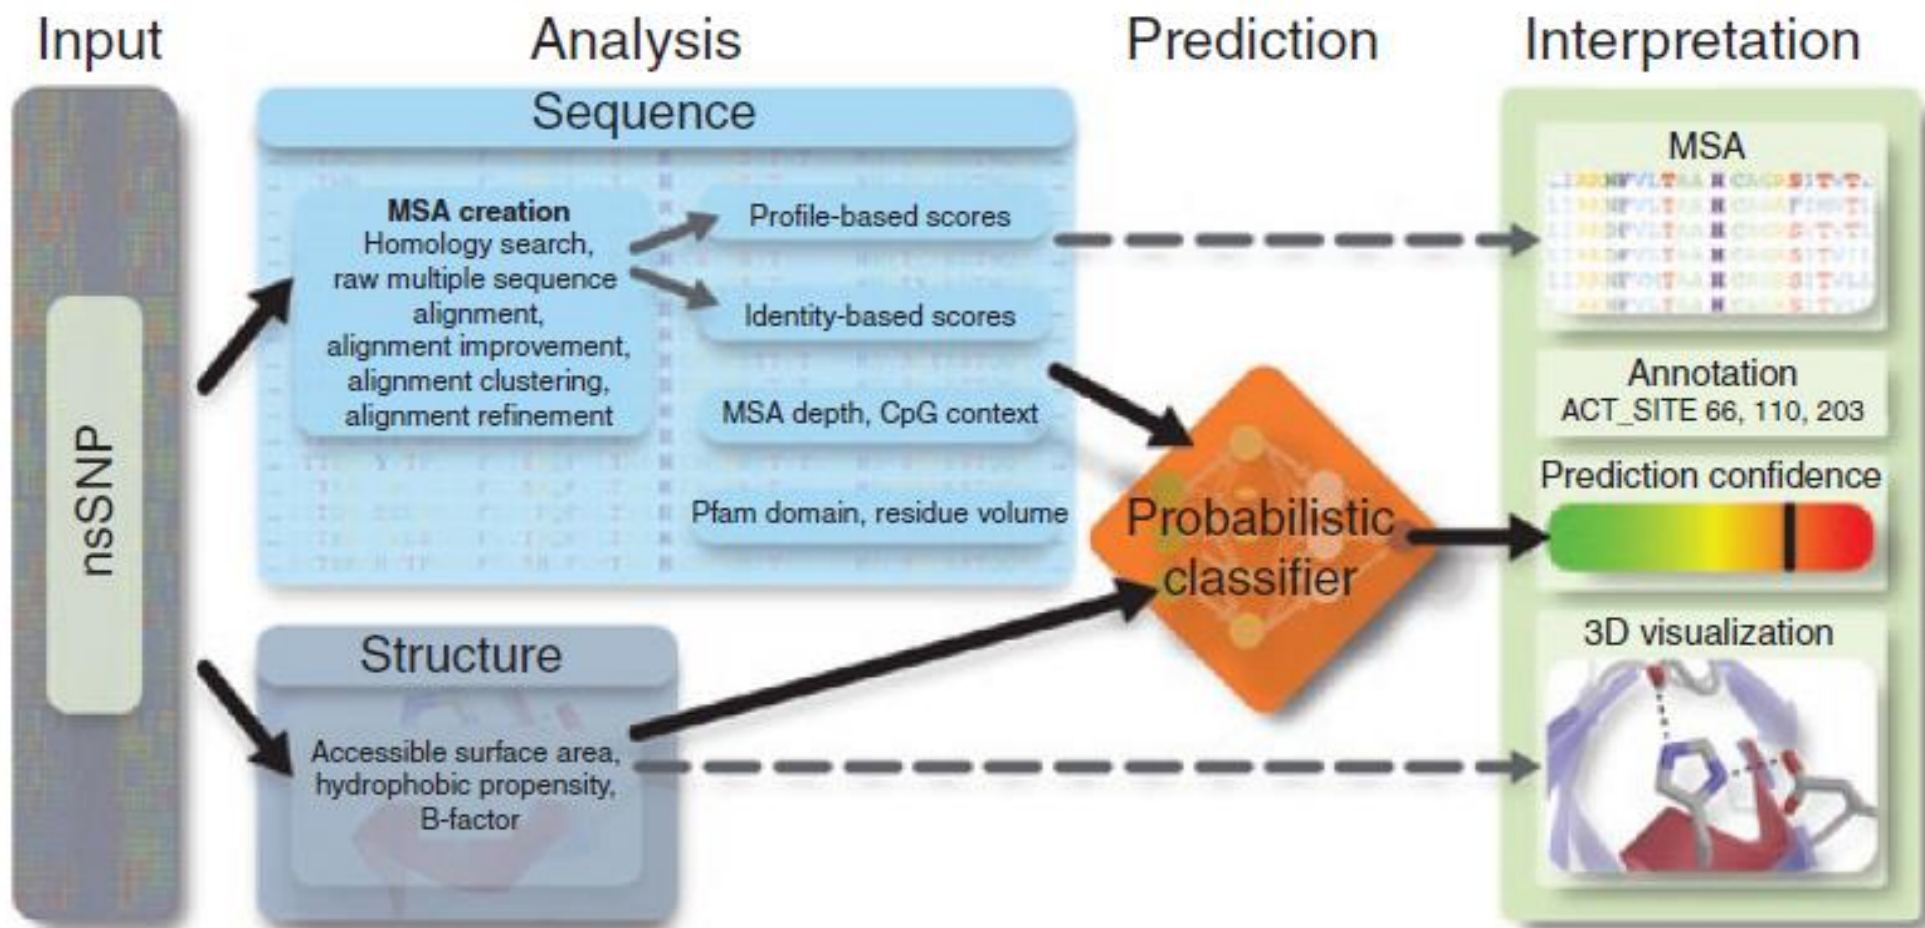 Input
Analysis
Prediction
Interpretation
nsSNP
Sequence
MSA creation
Homology search,
raw multiple sequence
alignment,
alignment improvement,
alignment clustering,
alignment refinement
Profile-based scores
Identity-based scores
MSA depth, CpG context
Pfam domain, residue volume
Structure
Accessible surface area,
hydrophobic propensity,
B-factor
Probabilistic
classifier
MSA
Annotation
ACT_SITE 66, 110, 203
Prediction confidence
3D visualization